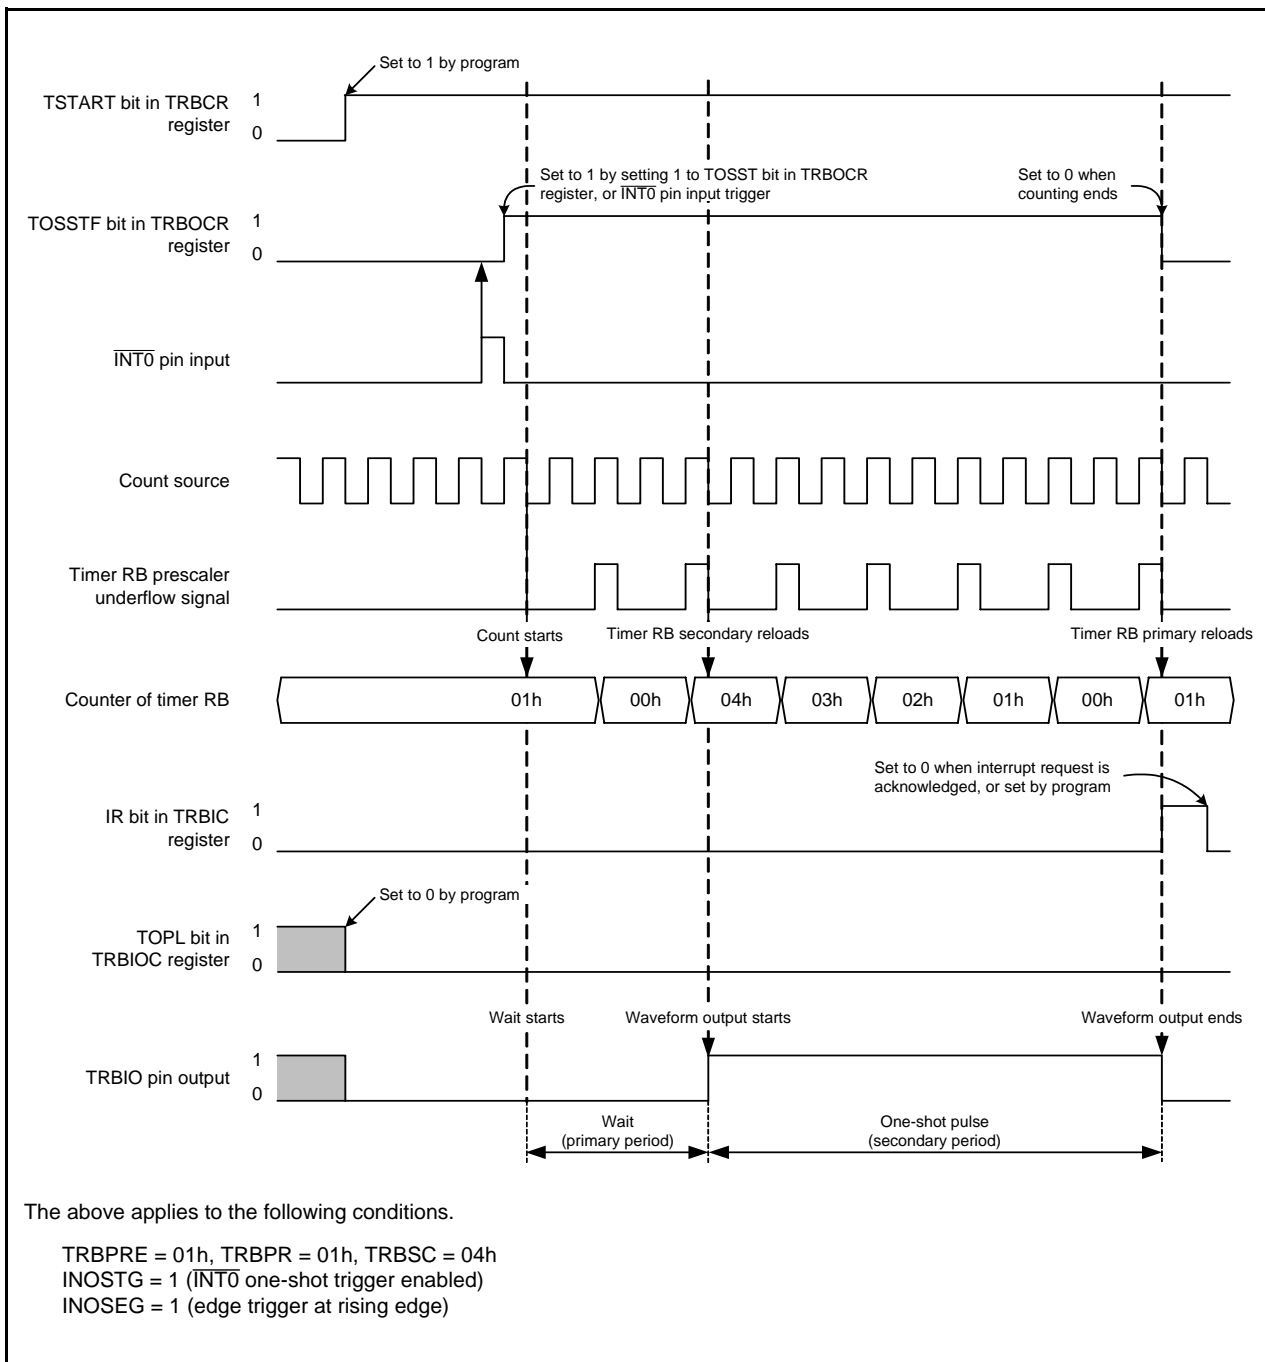 Set to 1 by program
TSTART bit in TRBCR
register
1
0
Set to 1 by setting 1 to TOSST bit in TRBOCR
register, or INT0 pin input trigger
Set to 0 when
counting ends
TOSSTF bit in TRBOCR
register
1
0
INT0 pin input
Count source
Timer RB prescaler
underflow signal
Count starts
Timer RB secondary reloads
Timer RB primary reloads
Counter of timer RB
01h
00h
04h
03h
02h
01h
00h
01h
Set to 0 when interrupt request is
acknowledged, or set by program
IR bit in TRBIC
register
1
0
Set to 0 by program
TOPL bit in
TRBIOC register
1
0
Wait starts
Waveform output starts
Waveform output ends
TRBIO pin output
1
0
Wait
(primary period)
One-shot pulse
(secondary period)
The above applies to the following conditions.
TRBPRE = 01h, TRBPR = 01h, TRBSC = 04h
INOSTG = 1 (INT0 one-shot trigger enabled)
INOSEG = 1 (edge trigger at rising edge)